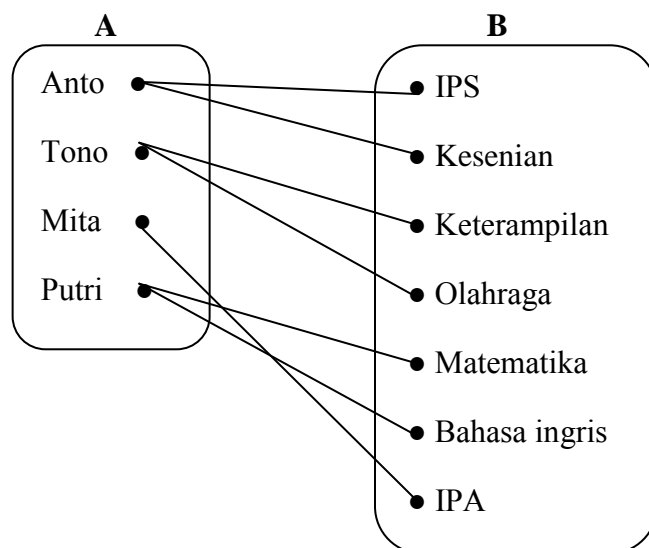 A
B
Anto
Tono
Mita
Putri
IPS
Kesenian
Keterampilan
Olahraga
Matematika
Bahasa ingris
IPA